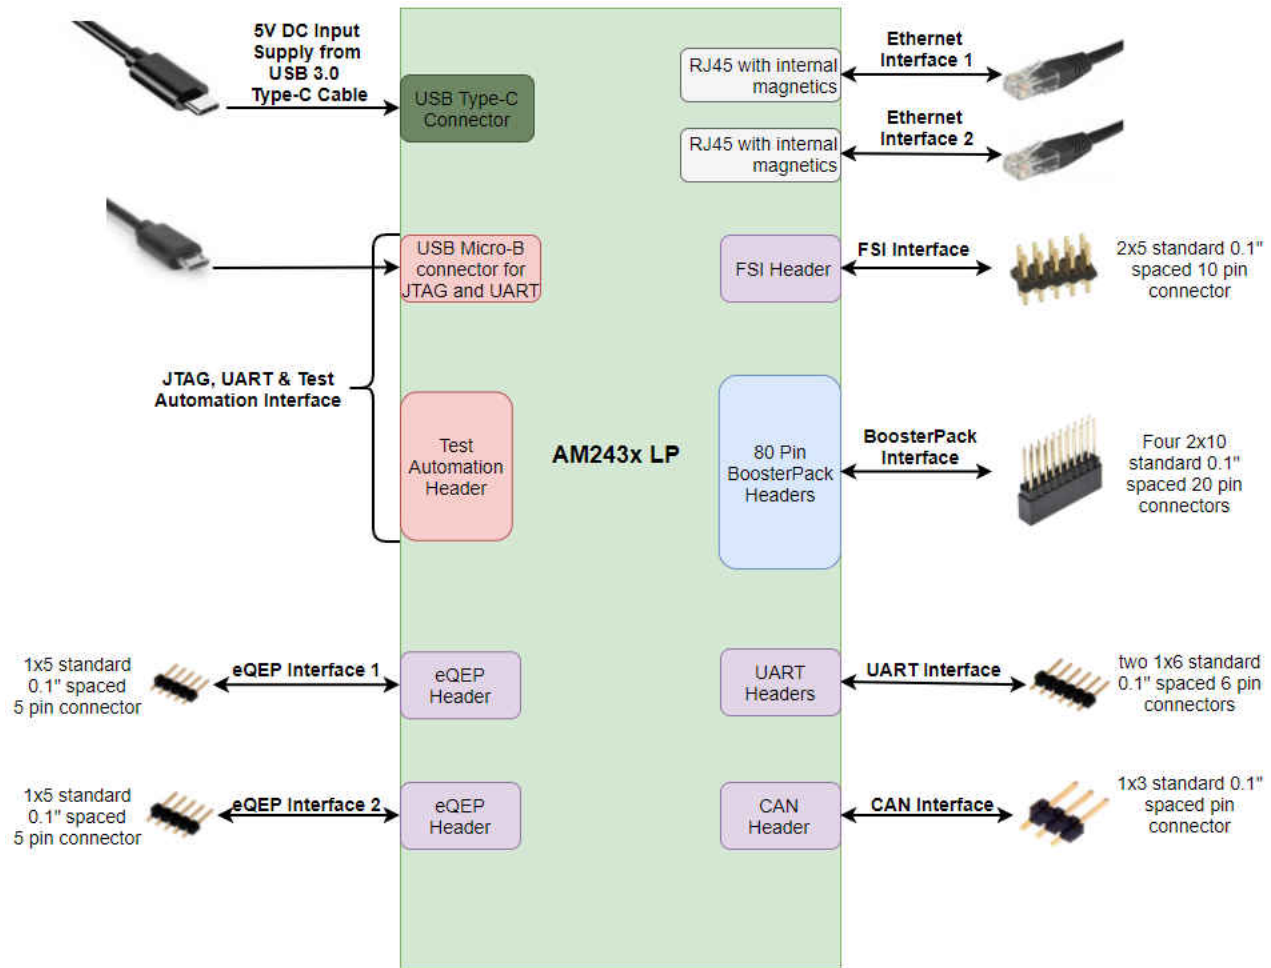 5V DC Input
Supply from
USB 3.0
Type-C Cable
USB Type-C
Connector
RJ45 with internal
magnetics
Ethernet
Interface 1
RJ45 with internal
magnetics
Ethernet
Interface 2
USB Micro-B
connector for
JTAG and UART
FSI Header
FSI Interface
2x5 standard 0.1"
spaced 10 pin
connector
JTAG, UART & Test
Automation Interface
Test
Automation
Header
AM243x LP
80 Pin
BoosterPack
Headers
BoosterPack
Interface
Four 2x10
standard 0.1"
spaced 20 pin
connectors
1x5 standard
0.1" spaced
5 pin connector
eQEP Interface 1
eQEP
Header
UART
Headers
UART Interface
two 1x6 standard
0.1" spaced 6 pin
connectors
1x5 standard
0.1" spaced
5 pin connector
eQEP Interface 2
eQEP
Header
CAN
Header
CAN Interface
1x3 standard 0.1"
spaced pin
connector